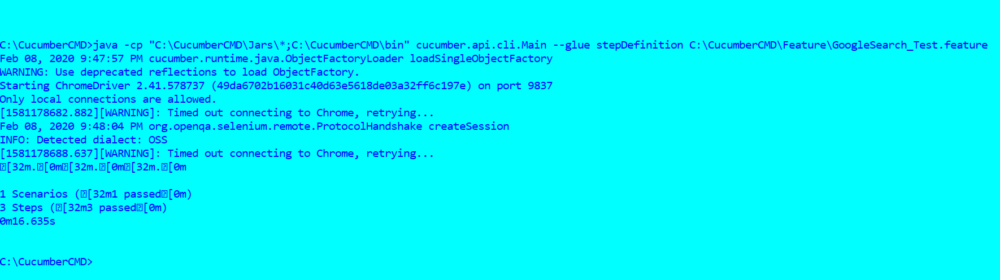 C:\CucumberCMD>java -cp "C:\CucumberCMD\Jars\*;C:\CucumberCMD\bin" cucumber.api.cli.Main --glue stepDefinition C:\CucumberCMD\Feature\GoogleSearch_Test.feature
Feb 08, 2020 9:47:57 PM cucumber.runtime.java.ObjectFactoryLoader loadSingleObjectFactory
WARNING: Use deprecated reflections to load ObjectFactory.
Starting ChromeDriver 2.41.578737 (49da6702b16031c40d63e5618de03a32ff6c197e) on port 9837
Only local connections are allowed.
[1581178682.882][WARNING]: Timed out connecting to Chrome, retrying...
Feb 08, 2020 9:48:04 PM org.openqa.selenium.remote.ProtocolHandshake createSession
INFO: Detected dialect: OSS
[1581178688.637][WARNING]: Timed out connecting to Chrome, retrying...
⍰[32m.⍰[0m⍰[32m.⍰[0m⍰[32m.⍰[0m
1 Scenarios (⍰[32m1 passed⍰[0m)
3 Steps (⍰[32m3 passed⍰[0m)
0m16.635s
C:\CucumberCMD>